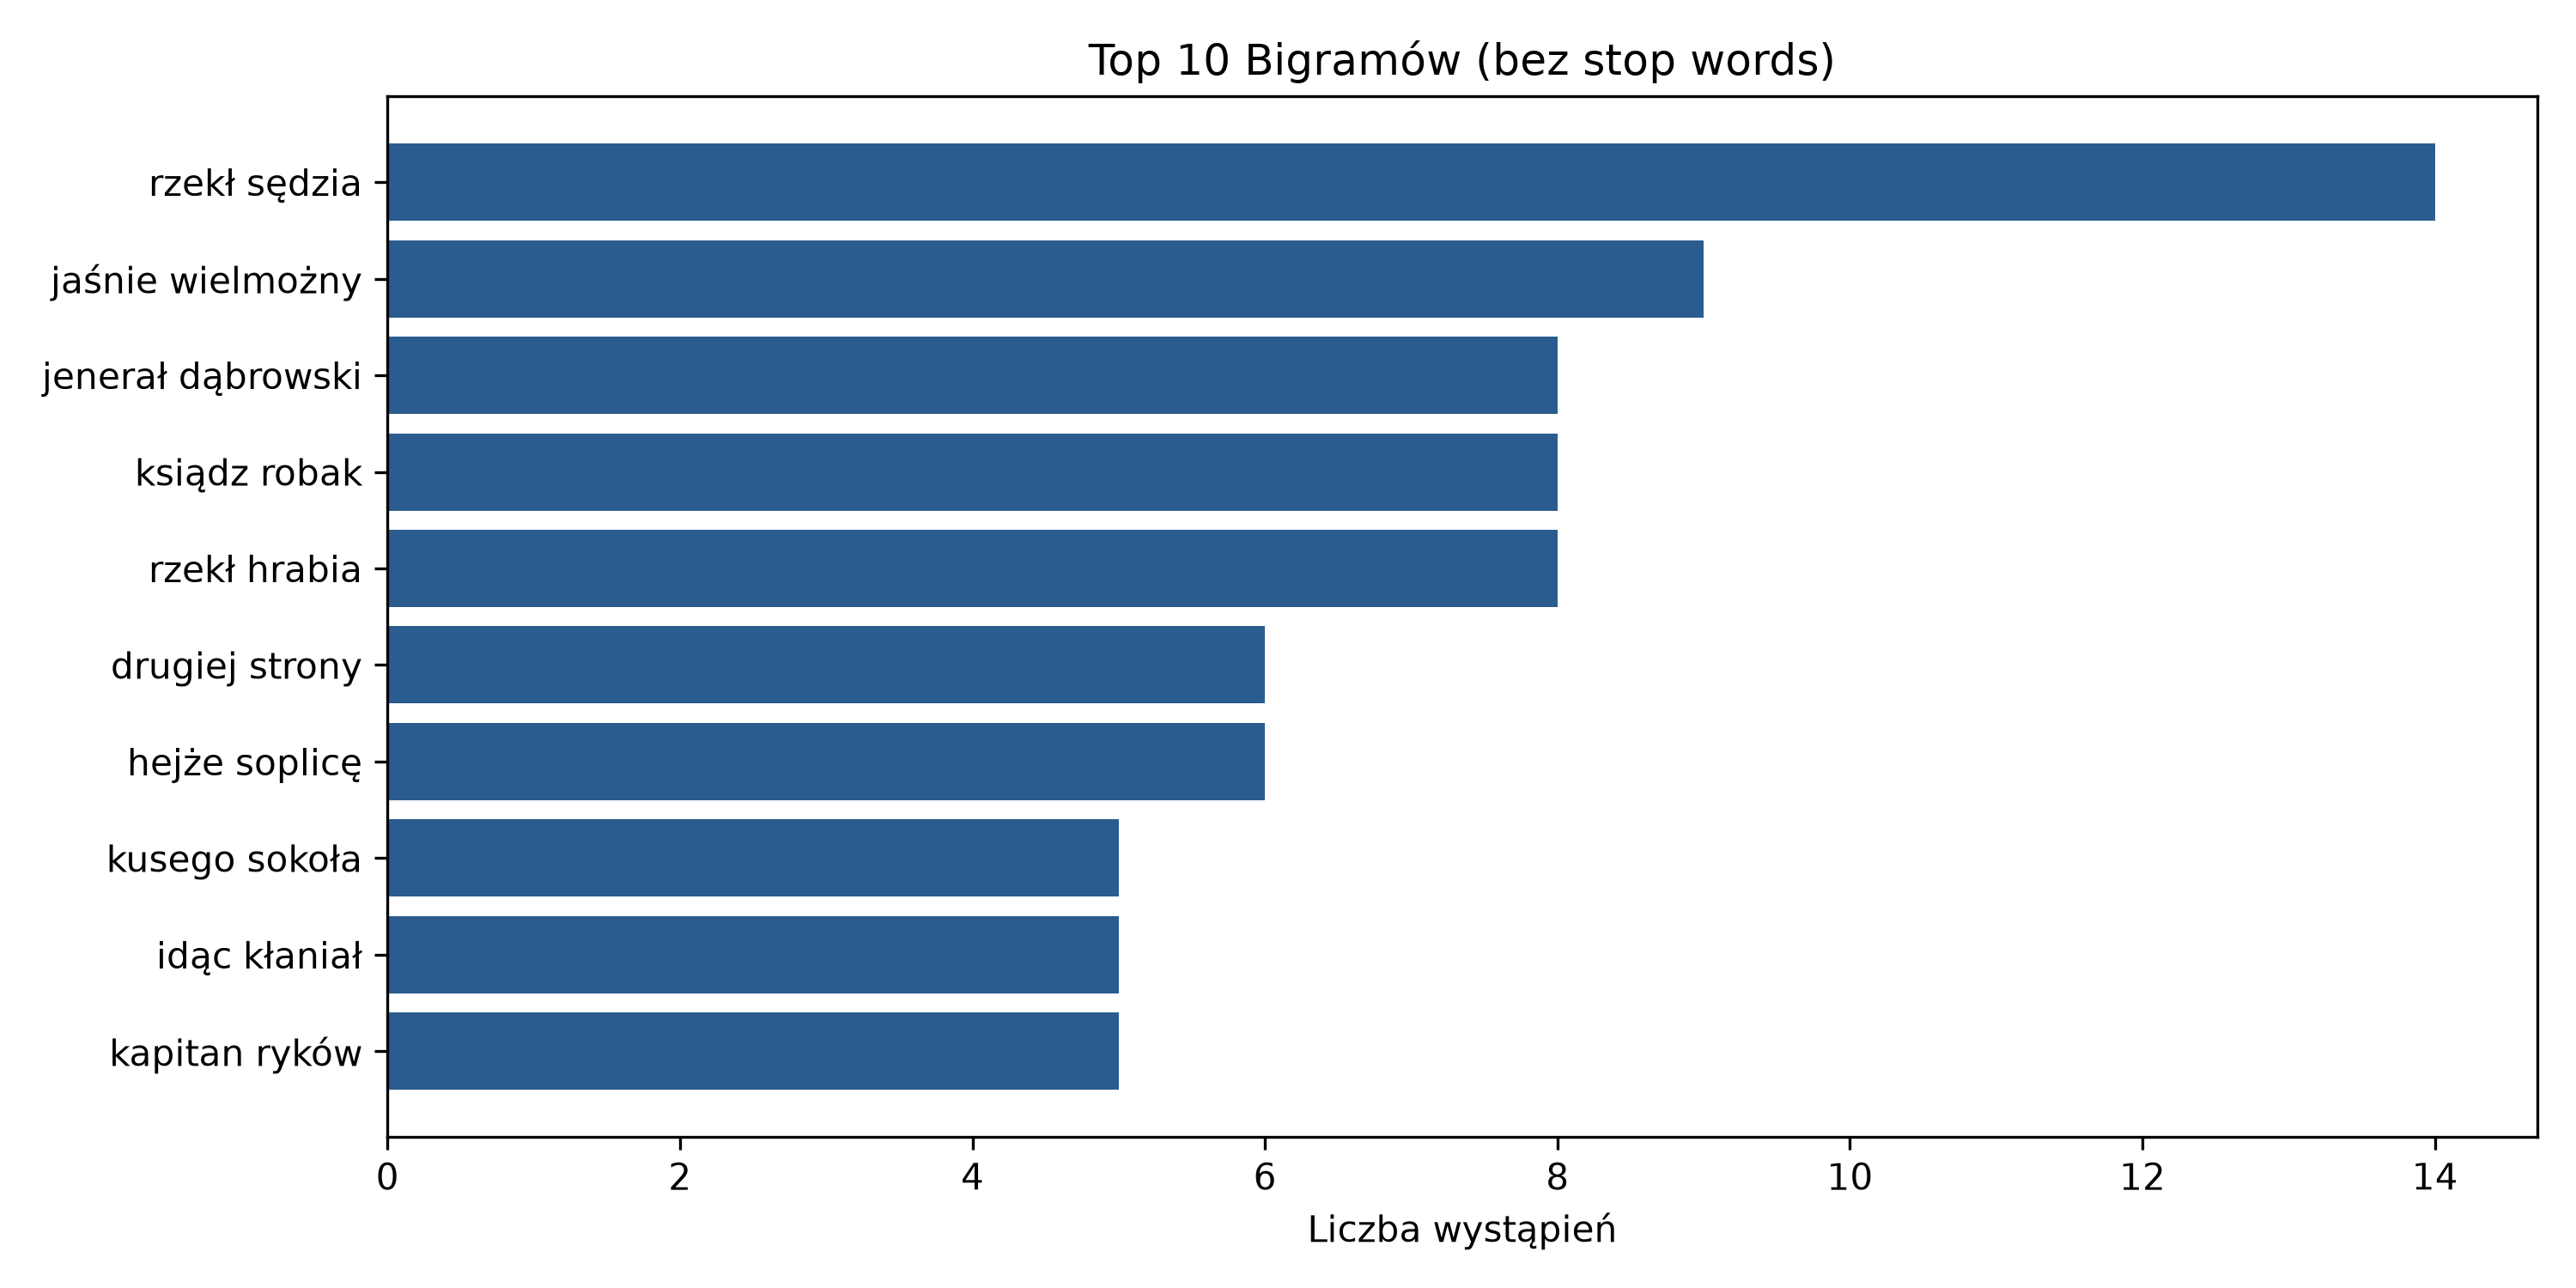 Top 10 Bigramów (bez stop words)
rzekł sędzia
jaśnie wielmożny
jenerał dąbrowski
ksiądz robak
rzekł hrabia
drugiej strony
hejże soplicę
kusego sokoła
idąc kłaniał
kapitan ryków
0 2 4 6 8 10 12 14
Liczba wystąpień